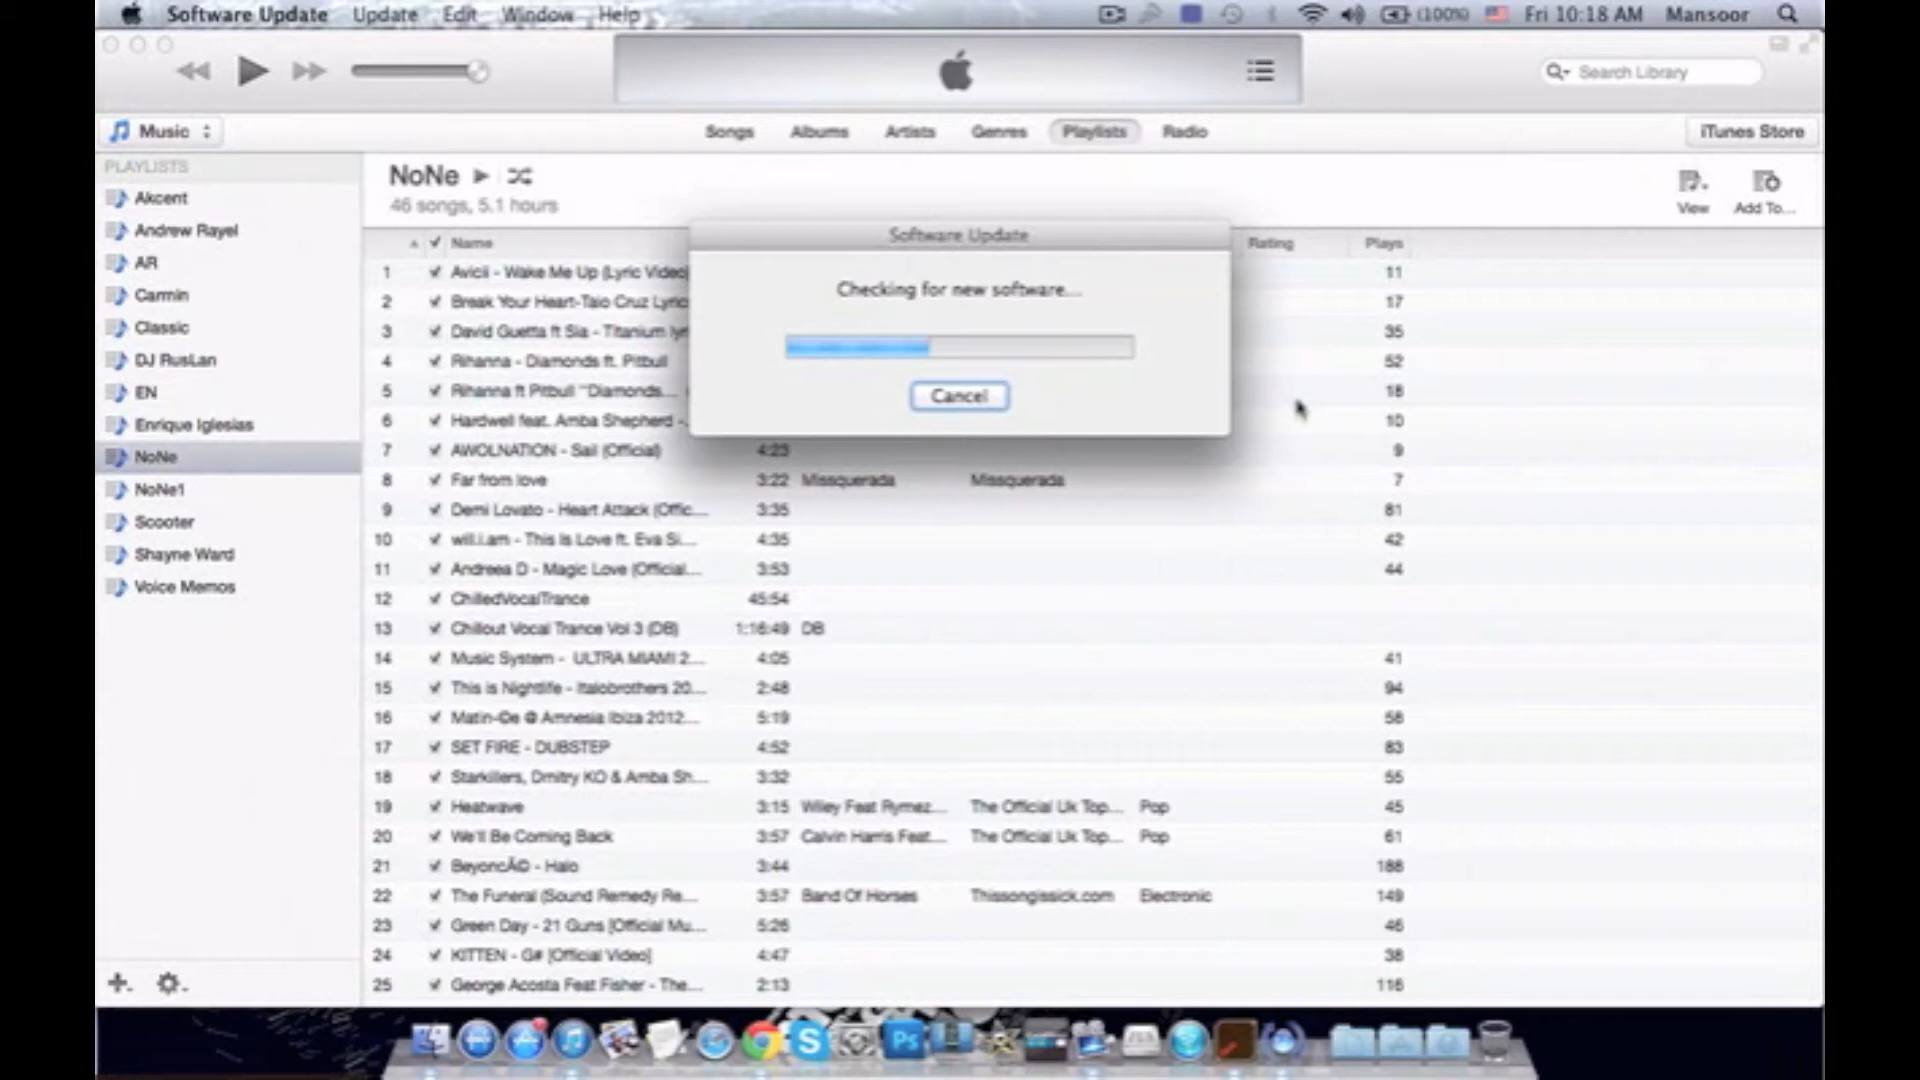 Software Update Update Edit Window Help (100%) Fri 10:18 AM Mansoor
Search Library
Music Songs Albums Artists Genres Playlists Radio iTunes Store
PLAYLISTS
Akcent
Andrew Rayel
AR
Carmin
Classic
DJ RusLan
EN
Enrique Iglesias
NoNe
NoNe1
Scooter
Shayne Ward
Voice Memos
NoNe
46 songs, 5.1 hours
View Add To...
Name Rating Plays
1 Avicii - Wake Me Up (Lyric Video) 11
2 Break Your Heart-Taio Cruz Lyric 17
3 David Guetta ft Sia - Titanium lyr 35
4 Rihanna - Diamonds ft. Pitbull 52
5 Rihanna ft Pitbull "Diamonds... 18
6 Hardwell feat. Amba Shepherd -. 10
7 AWOLNATION - Sail (Official) 4:23 9
8 Far from love 3:22 Missquerada Missquerada 7
9 Demi Lovato - Heart Attack (Offic... 3:35 81
10 will.i.am - This Is Love ft. Eva Si... 4:35 42
11 Andreea D - Magic Love (Official... 3:53 44
12 ChilledVocalTrance 45:54
13 Chillout Vocal Trance Vol 3 (DB) 1:16:49 DB
14 Music System - ULTRA MIAMI 2... 4:05 41
15 This is Nightlife - Italobrothers 20... 2:48 94
16 Matin-©e @ Amnesia Ibiza 2012... 5:19 58
17 SET FIRE - DUBSTEP 4:52 83
18 Starkillers, Dmitry KO & Amba Sh... 3:32 55
19 Heatwave 3:15 Wiley Feat Rymez... The Official Uk Top... Pop 45
20 We'll Be Coming Back 3:57 Calvin Harris Feat.... The Official Uk Top... Pop 61
21 BeyoncÃ© - Halo 3:44 188
22 The Funeral (Sound Remedy Re... 3:57 Band Of Horses Thissongissick.com Electronic 149
23 Green Day - 21 Guns [Official Mu... 5:26 46
24 KITTEN - G# [Official Video] 4:47 38
25 George Acosta Feat Fisher - The... 2:13 116
Software Update
Checking for new software...
Cancel
S
Ps